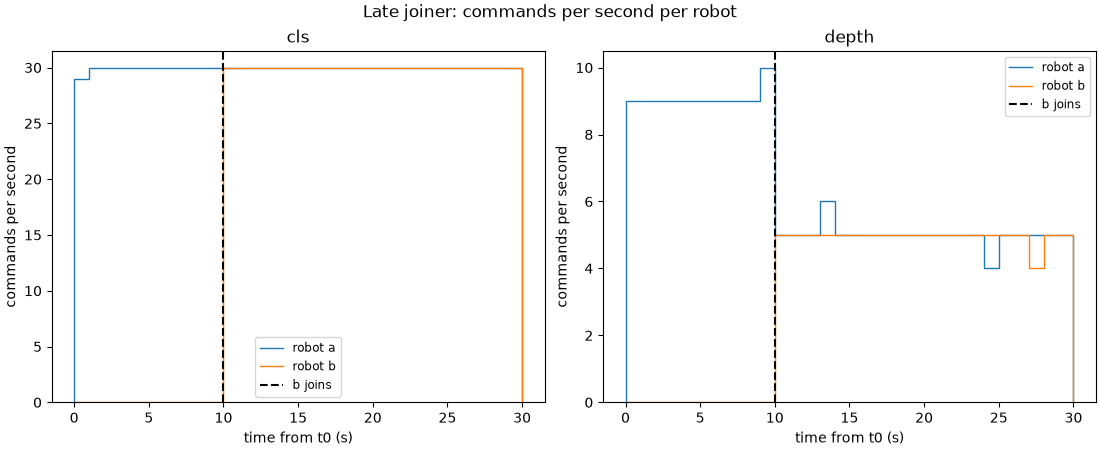 Late joiner: commands per second per robot
cls
commands per second
30
25
20
15
10
5
0
robot a
robot b
b joins
0 5 10 15 20 25 30
time from t0 (s)
depth
commands per second
10
8
6
4
2
0
robot a
robot b
b joins
0 5 10 15 20 25 30
time from t0 (s)